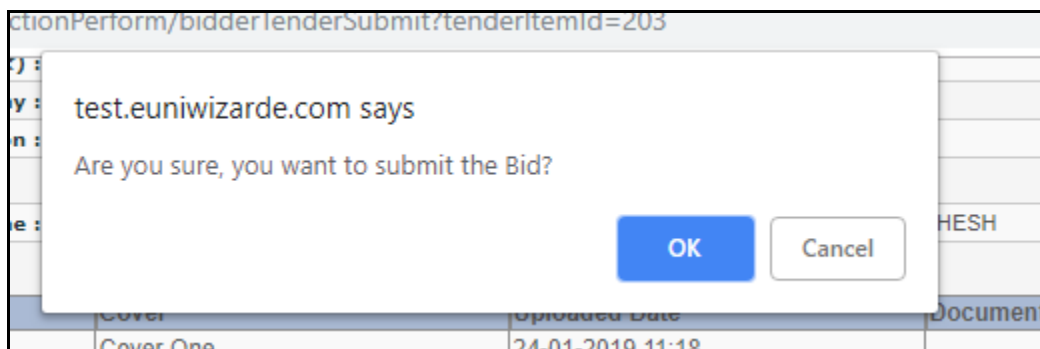 ctionPerform/bidderTenderSubmit?tenderItemId=203
) :
y :
test.euniwizarde.com says
n :
Are you sure, you want to submit the Bid?
e :
HESH
OK
Cancel
Cover
Uploaded Date
Document
Cover One
24-01-2019 11:18